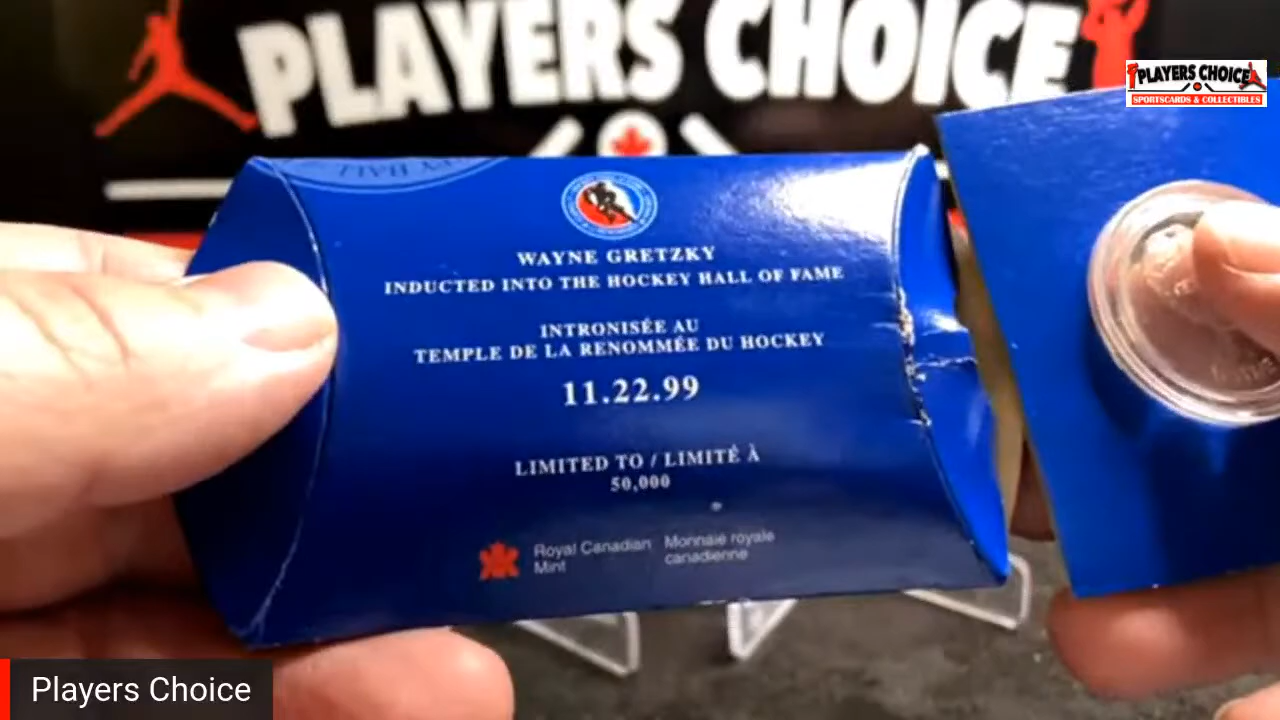 PLAYERS CHOICE
PLAYERS CHOICE
SPORTSCARDS & COLLECTIBLES
WAYNE GRETZKY
INDUCTED INTO THE HOCKEY HALL OF FAME
INTRONISÉE AU
TEMPLE DE LA RENOMMÉE DU HOCKEY
11.22.99
LIMITED TO / LIMITÉ À
50,000
Royal Canadian Mint
Monnaie royale canadienne
Players Choice